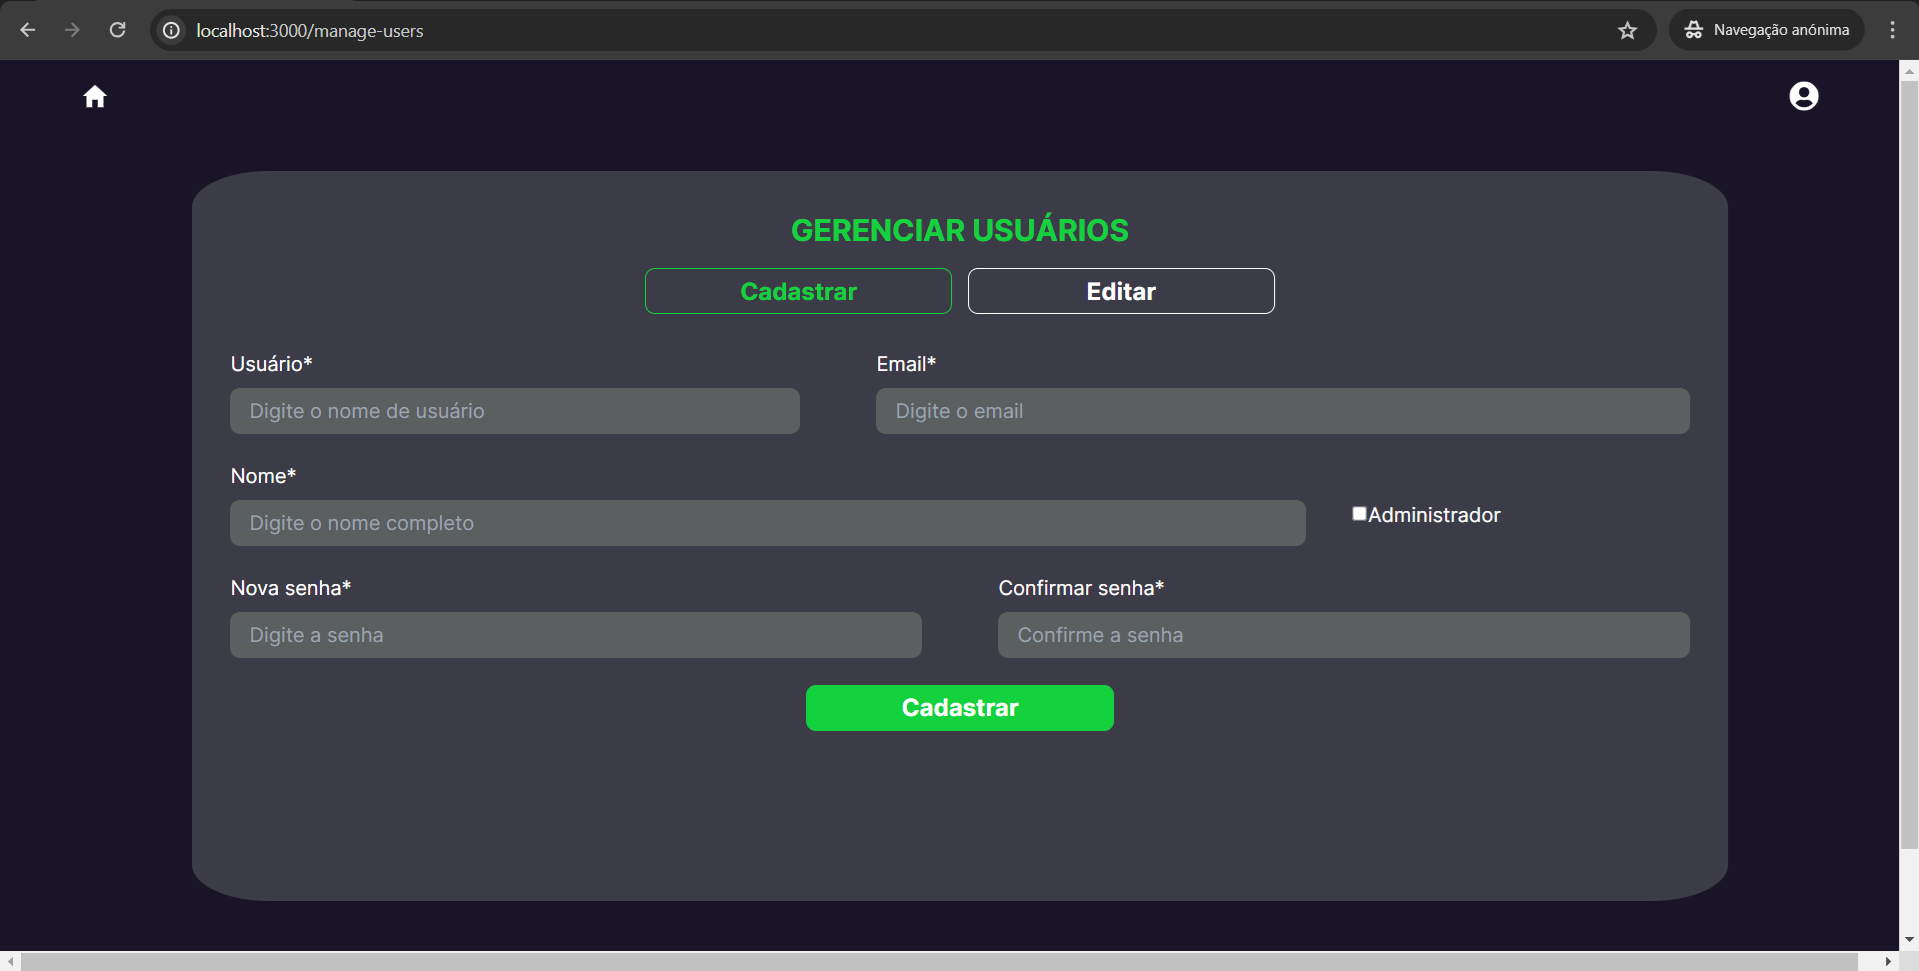 localhost:3000/manage-users
Navegação anónima
GERENCIAR USUÁRIOS
Cadastrar
Editar
Usuário*
Email*
Digite o nome de usuário
Digite o email
Nome*
Digite o nome completo
Administrador
Nova senha*
Confirmar senha*
Digite a senha
Confirme a senha
Cadastrar